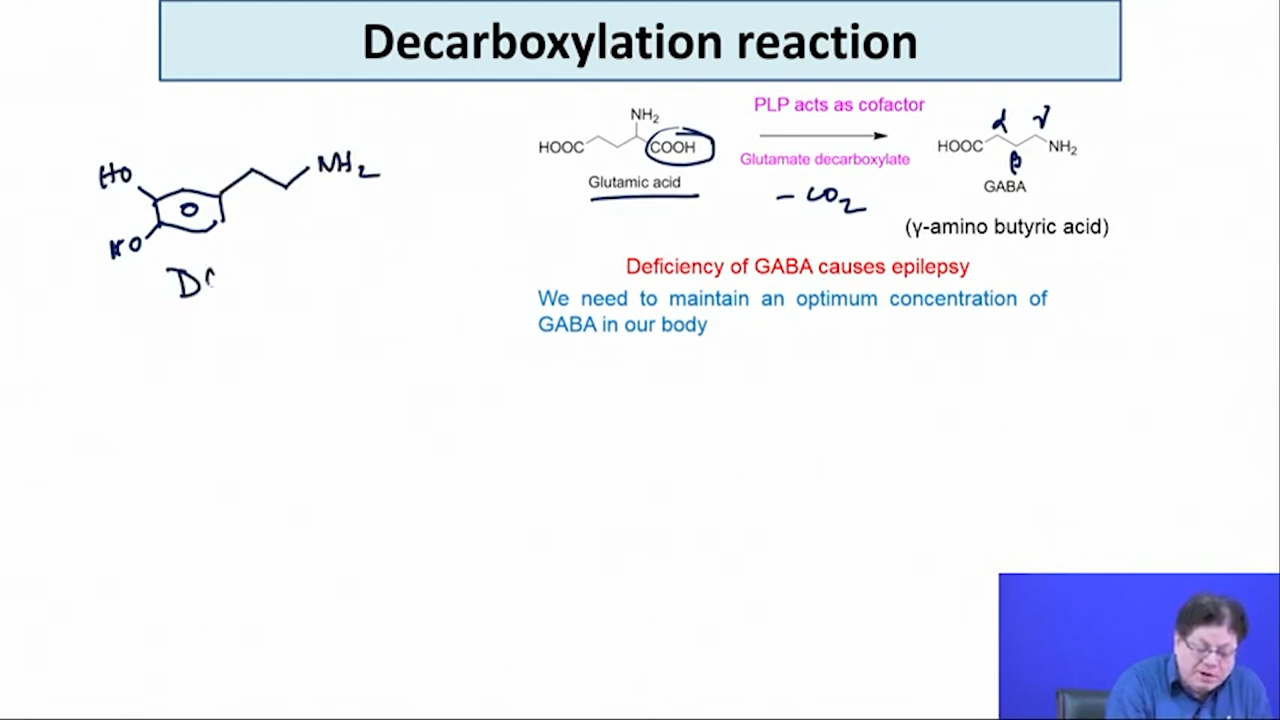 Decarboxylation reaction
HO
HO
NH2
D
NH2
HOOC
COOH
Glutamic acid
PLP acts as cofactor
Glutamate decarboxylate
- CO2
α γ
HOOC
NH2
β
GABA
(γ-amino butyric acid)
Deficiency of GABA causes epilepsy
We need to maintain an optimum concentration of
GABA in our body